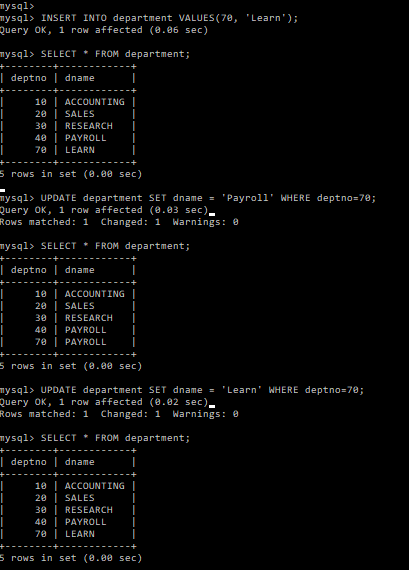 mysql>
mysql> INSERT INTO department VALUES(70, 'Learn');
Query OK, 1 row affected (0.06 sec)
mysql> SELECT * FROM department;
+--------+------------+
| deptno | dname      |
+--------+------------+
|     10 | ACCOUNTING |
|     20 | SALES      |
|     30 | RESEARCH   |
|     40 | PAYROLL    |
|     70 | LEARN      |
+--------+------------+
5 rows in set (0.00 sec)
mysql> UPDATE department SET dname = 'Payroll' WHERE deptno=70;
Query OK, 1 row affected (0.03 sec)
Rows matched: 1  Changed: 1  Warnings: 0
mysql> SELECT * FROM department;
+--------+------------+
| deptno | dname      |
+--------+------------+
|     10 | ACCOUNTING |
|     20 | SALES      |
|     30 | RESEARCH   |
|     40 | PAYROLL    |
|     70 | PAYROLL    |
+--------+------------+
5 rows in set (0.00 sec)
mysql> UPDATE department SET dname = 'Learn' WHERE deptno=70;
Query OK, 1 row affected (0.02 sec)
Rows matched: 1  Changed: 1  Warnings: 0
mysql> SELECT * FROM department;
+--------+------------+
| deptno | dname      |
+--------+------------+
|     10 | ACCOUNTING |
|     20 | SALES      |
|     30 | RESEARCH   |
|     40 | PAYROLL    |
|     70 | LEARN      |
+--------+------------+
5 rows in set (0.00 sec)